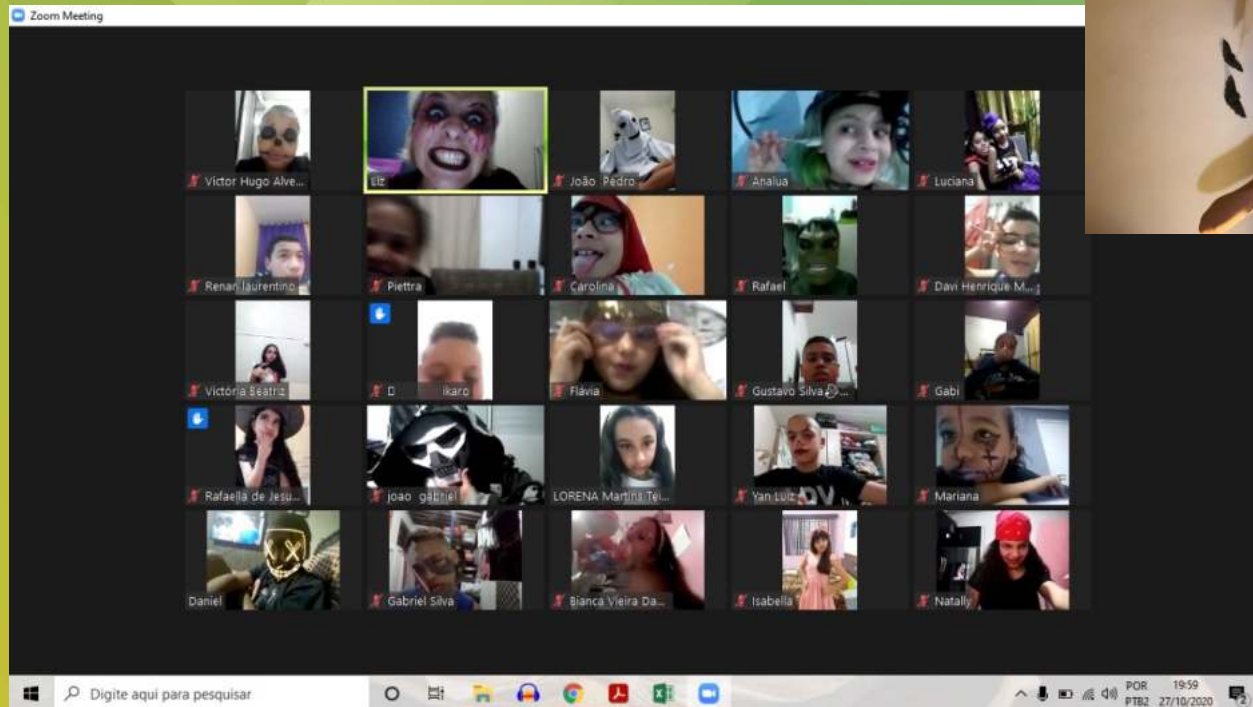 Zoom Meeting
Victor Hugo Alve...
Liz
João Pedro
Analua
Luciana
Renan laurentino
Piettra
Carolina
Rafael
Davi Henrique M...
Victória Beatriz
D ikaro
Flávia
Gustavo Silva
Gabi
Rafaella de Jesu...
joao gabriel
LORENA Martins Tei...
Yan Luiz
Mariana
Daniel
Gabriel Silva
Bianca Vieira Da...
Isabella
Natally
Digite aqui para pesquisar
POR 19:59
PTB2 27/10/2020
2